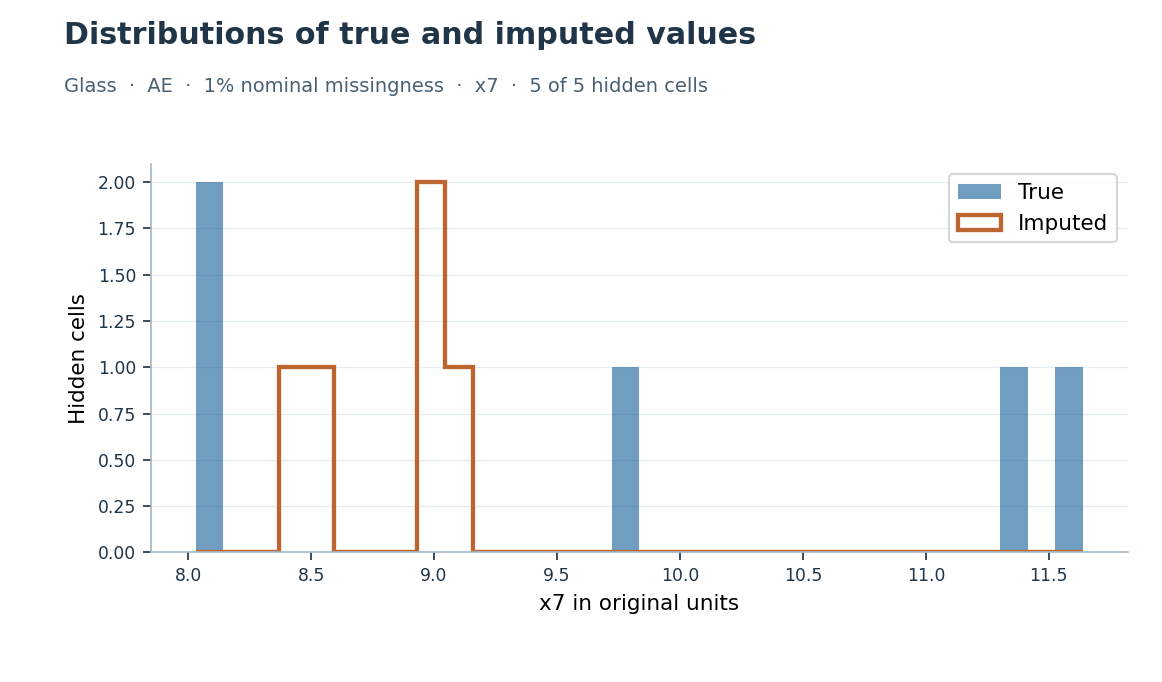 Distributions of true and imputed values
Glass · AE · 1% nominal missingness · x7 · 5 of 5 hidden cells
True
Imputed
Hidden cells
2.00
1.75
1.50
1.25
1.00
0.75
0.50
0.25
0.00
8.0 8.5 9.0 9.5 10.0 10.5 11.0 11.5
x7 in original units